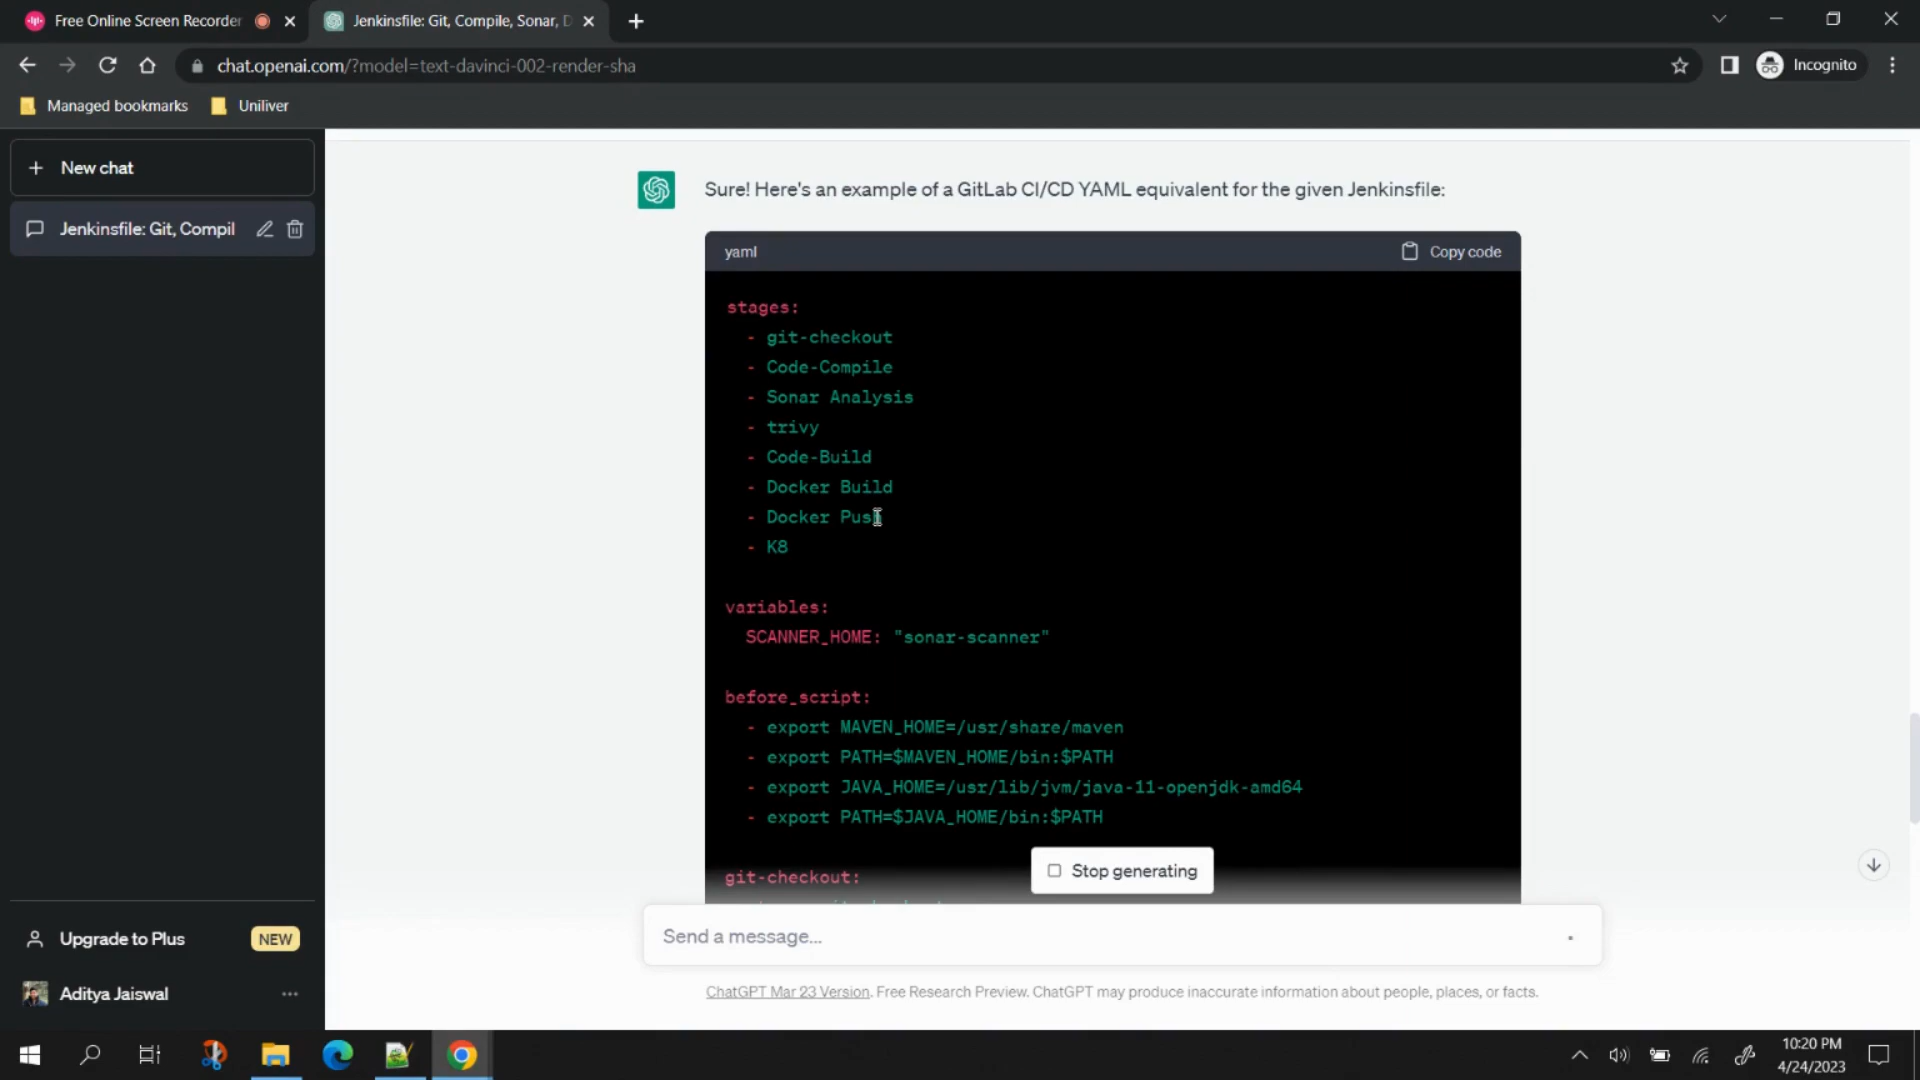 Free Online Screen Recorder
Jenkinsfile: Git, Compile, Sonar, D
chat.openai.com/?model=text-davinci-002-render-sha
Incognito
Managed bookmarks
Uniliver
New chat
Jenkinsfile: Git, Compil
Sure! Here's an example of a GitLab CI/CD YAML equivalent for the given Jenkinsfile:
yaml
Copy code
stages:
- git-checkout
- Code-Compile
- Sonar Analysis
- trivy
- Code-Build
- Docker Build
- Docker Push
- K8
variables:
SCANNER_HOME: "sonar-scanner"
before_script:
- export MAVEN_HOME=/usr/share/maven
- export PATH=$MAVEN_HOME/bin:$PATH
- export JAVA_HOME=/usr/lib/jvm/java-11-openjdk-amd64
- export PATH=$JAVA_HOME/bin:$PATH
git-checkout:
Stop generating
Send a message...
ChatGPT Mar 23 Version. Free Research Preview. ChatGPT may produce inaccurate information about people, places, or facts.
Upgrade to Plus
NEW
Aditya Jaiswal
10:20 PM
4/24/2023